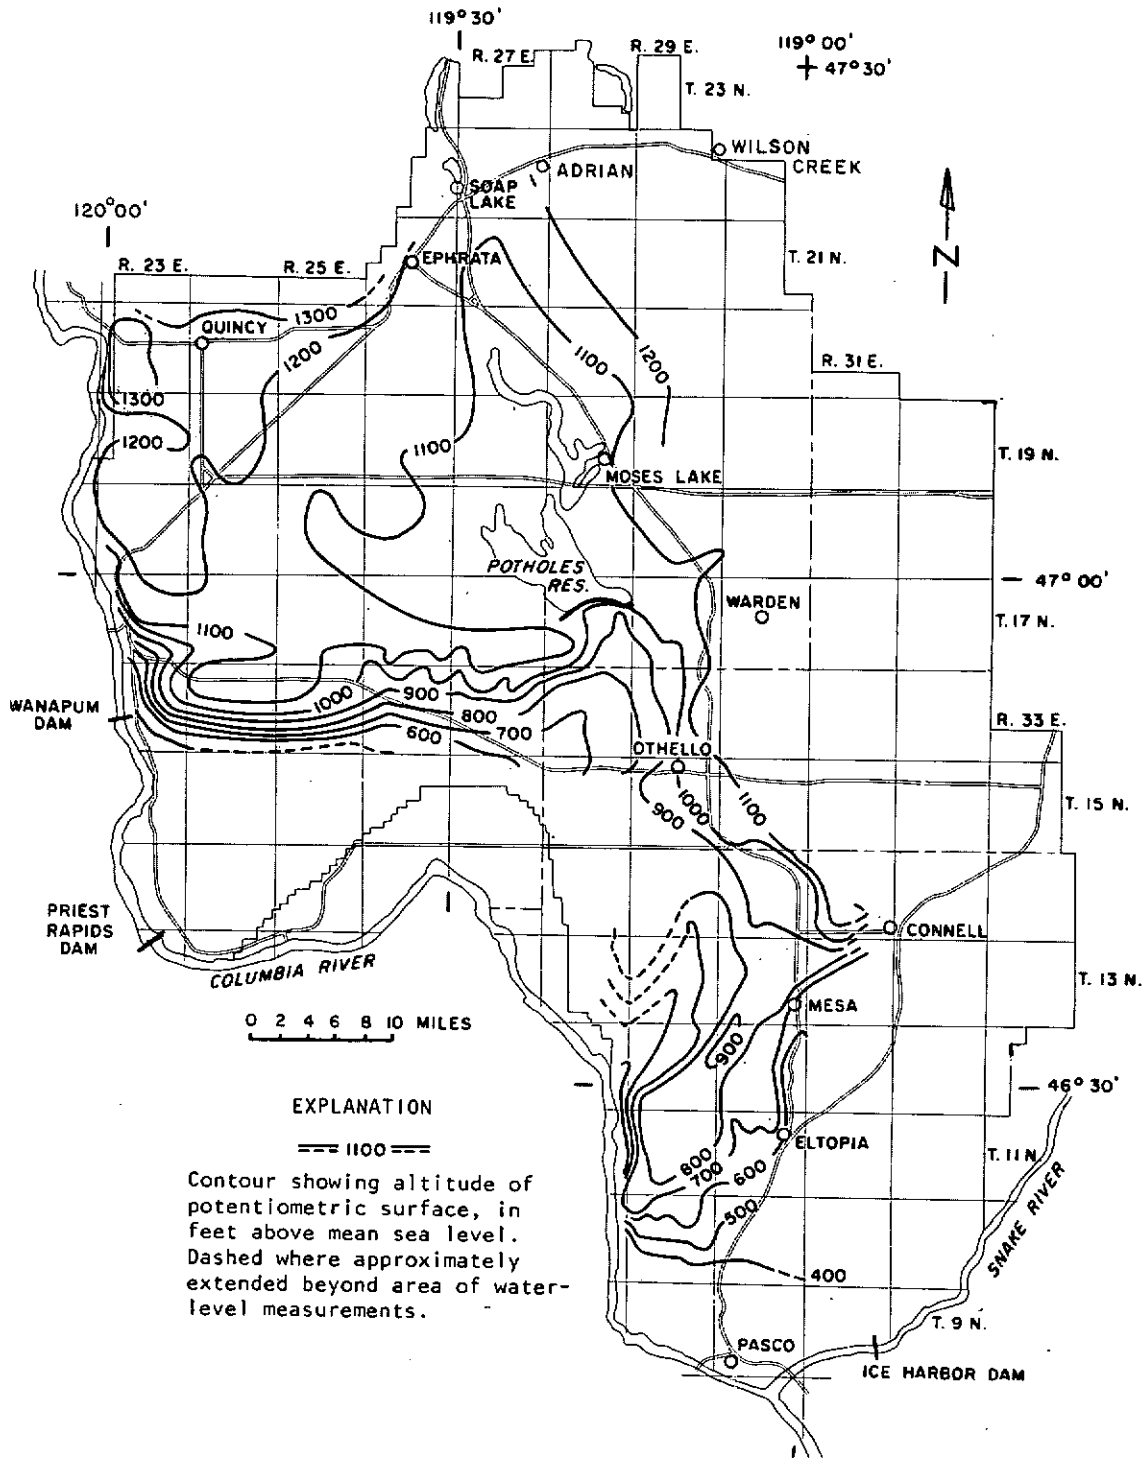 119° 30'
R. 27 E.
R. 29 E.
119° 00'
47° 30'
T. 23 N.
WILSON
CREEK
ADRIAN
SOAP
LAKE
120° 00'
EPHRATA
R. 23 E.
R. 25 E.
T. 21 N.
N
1300
QUINCY
1200
1100
1200
R. 31 E.
1300
1200
1100
MOSES LAKE
T. 19 N.
POTHOLES
RES.
47° 00'
WARDEN
T. 17 N.
1100
WANAPUM
DAM
1000
900
800
700
600
R. 33 E.
OTHELLO
1000
1100
900
T. 15 N.
PRIEST
RAPIDS
DAM
COLUMBIA RIVER
CONNELL
T. 13 N.
0 2 4 6 8 10 MILES
MESA
900
46° 30'
EXPLANATION
1100
Contour showing altitude of
potentiometric surface, in
feet above mean sea level.
Dashed where approximately
extended beyond area of water-
level measurements.
ELTOPIA
T. 11 N.
800
700
600
500
SNAKE RIVER
400
T. 9 N.
PASCO
ICE HARBOR DAM